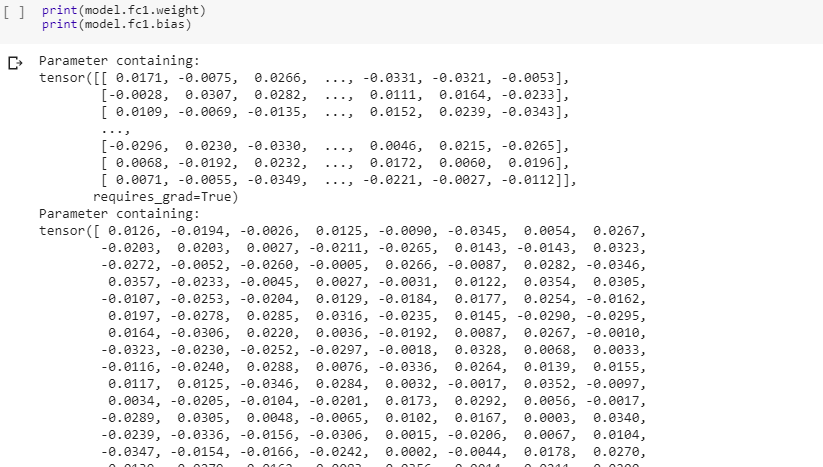 [ ] print(model.fc1.weight)
print(model.fc1.bias)
Parameter containing:
tensor([[ 0.0171, -0.0075,  0.0266,  ..., -0.0331, -0.0321, -0.0053],
[-0.0028,  0.0307,  0.0282,  ...,  0.0111,  0.0164, -0.0233],
[ 0.0109, -0.0069, -0.0135,  ...,  0.0152,  0.0239, -0.0343],
...,
[-0.0296,  0.0230, -0.0330,  ...,  0.0046,  0.0215, -0.0265],
[ 0.0068, -0.0192,  0.0232,  ...,  0.0172,  0.0060,  0.0196],
[ 0.0071, -0.0055, -0.0349,  ..., -0.0221, -0.0027, -0.0112]],
requires_grad=True)
Parameter containing:
tensor([ 0.0126, -0.0194, -0.0026,  0.0125, -0.0090, -0.0345,  0.0054,  0.0267,
-0.0203,  0.0203,  0.0027, -0.0211, -0.0265,  0.0143, -0.0143,  0.0323,
-0.0272, -0.0052, -0.0260, -0.0005,  0.0266, -0.0087,  0.0282, -0.0346,
0.0357, -0.0233, -0.0045,  0.0027, -0.0031,  0.0122,  0.0354,  0.0305,
-0.0107, -0.0253, -0.0204,  0.0129, -0.0184,  0.0177,  0.0254, -0.0162,
0.0197, -0.0278,  0.0285,  0.0316, -0.0235,  0.0145, -0.0290, -0.0295,
0.0164, -0.0306,  0.0220,  0.0036, -0.0192,  0.0087,  0.0267, -0.0010,
-0.0323, -0.0230, -0.0252, -0.0297, -0.0018,  0.0328,  0.0068,  0.0033,
-0.0116, -0.0240,  0.0288,  0.0076, -0.0336,  0.0264,  0.0139,  0.0155,
0.0117,  0.0125, -0.0346,  0.0284,  0.0032, -0.0017,  0.0352, -0.0097,
0.0034, -0.0205, -0.0104, -0.0201,  0.0173,  0.0292,  0.0056, -0.0017,
-0.0289,  0.0305,  0.0048, -0.0065,  0.0102,  0.0167,  0.0003,  0.0340,
-0.0239, -0.0336, -0.0156, -0.0306,  0.0015, -0.0206,  0.0067,  0.0104,
-0.0347, -0.0154, -0.0166, -0.0242,  0.0002, -0.0044,  0.0178,  0.0270,